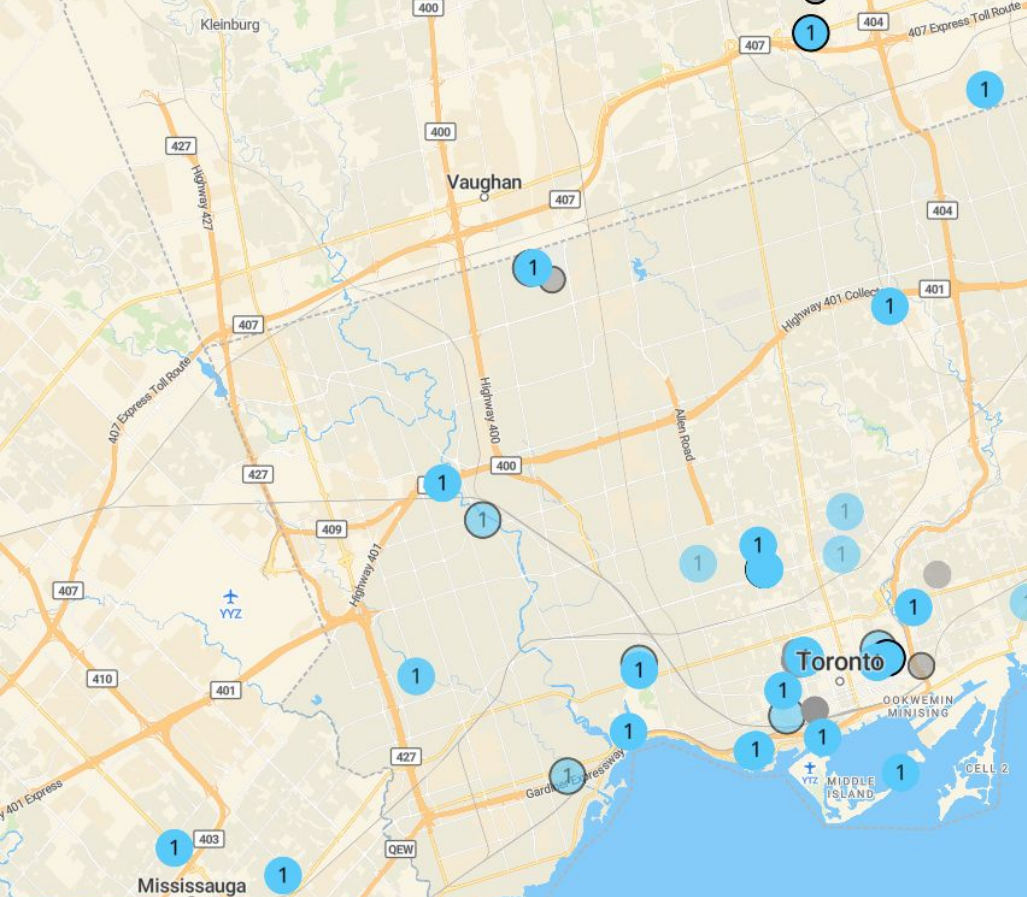 400
Kleinburg
404
407 Express Toll Route
1
407
1
400
427
Vaughan
Highway 427
407
404
1
401
1
Highway 401 Collect
407
407 Express Toll Route
Highway 400
Allen Road
400
427
1
1
1
409
1
1
1
Highway 401
407
YYZ
1
1
1
Toronto
1
410
401
1
OOKWEMIN
MINISING
1
1
1
427
1
Gardiner Expressway
YTZ
MIDDLE
ISLAND
1
CELL 2
401 Express
403
1
QEW
1
Mississauga